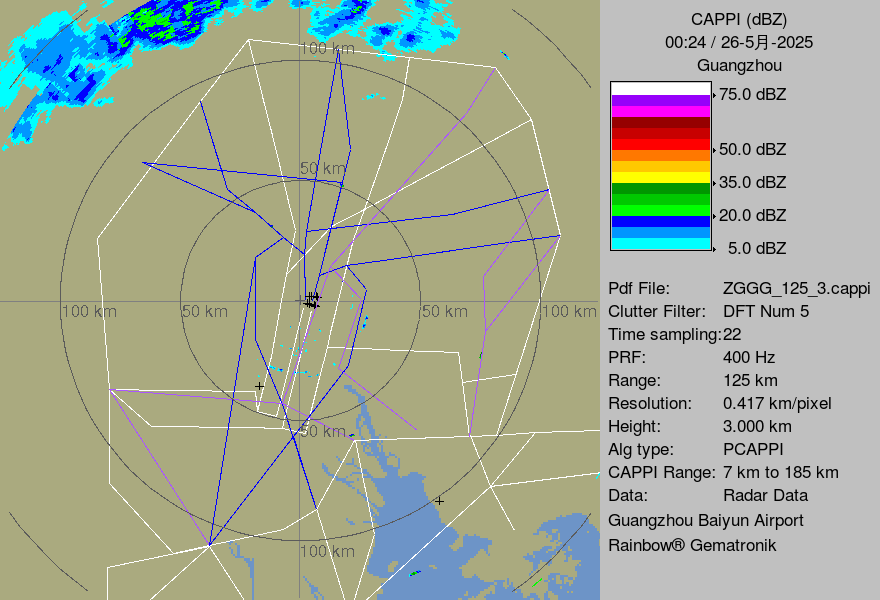 CAPPI (dBZ)
00:24 / 26-5月-2025
Guangzhou
75.0 dBZ
50.0 dBZ
35.0 dBZ
20.0 dBZ
5.0 dBZ
Pdf File: ZGGG_125_3.cappi
Clutter Filter: DFT Num 5
Time sampling:22
PRF: 400 Hz
Range: 125 km
Resolution: 0.417 km/pixel
Height: 3.000 km
Alg type: PCAPPI
CAPPI Range: 7 km to 185 km
Data: Radar Data
Guangzhou Baiyun Airport
Rainbow® Gematronik
100 km
50 km
100 km
50 km
50 km
100 km
50 km
100 km